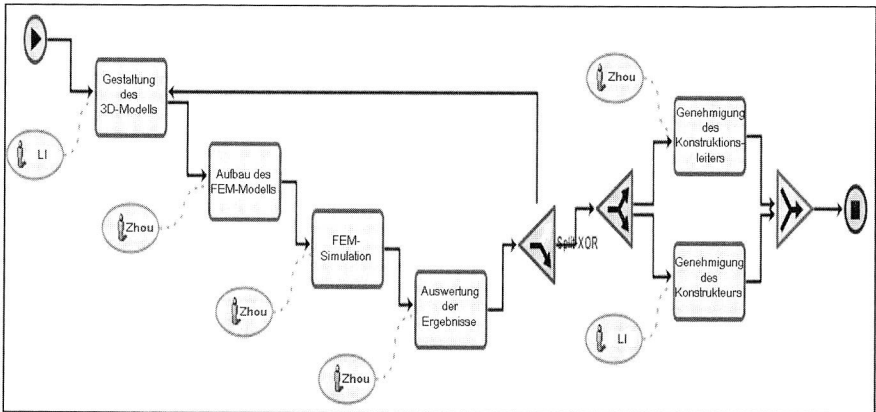 Gestaltung
des
3D-Modells
LI
Aufbau des
FEM-Modells
Zhou
FEM-
Simulation
Zhou
Auswertung
der
Ergebnisse
Zhou
Split XOR
Zhou
Genehmigung
des
Konstruktions-
leiters
Genehmigung
des
Konstrukteurs
LI